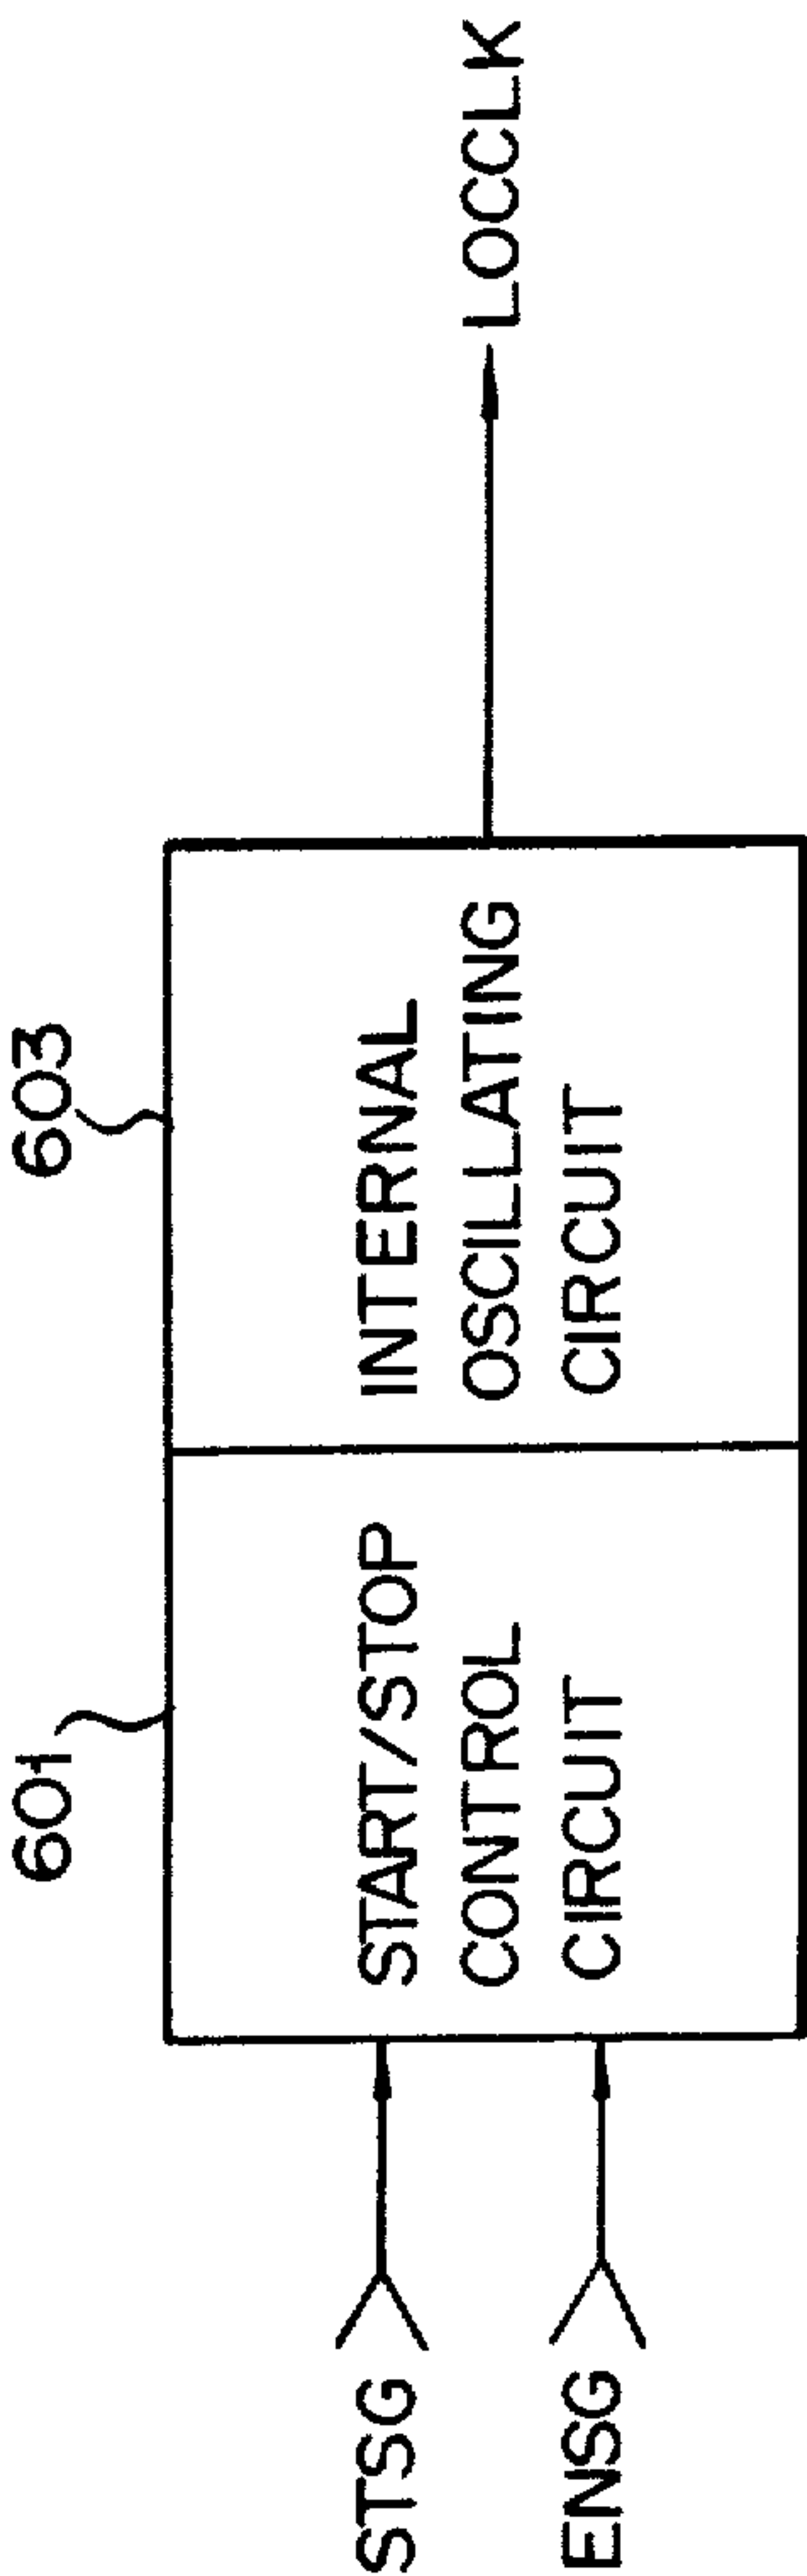 601
603
STSG
ENSG
START/STOP
CONTROL
CIRCUIT
INTERNAL
OSCILLATING
CIRCUIT
LOCCLK